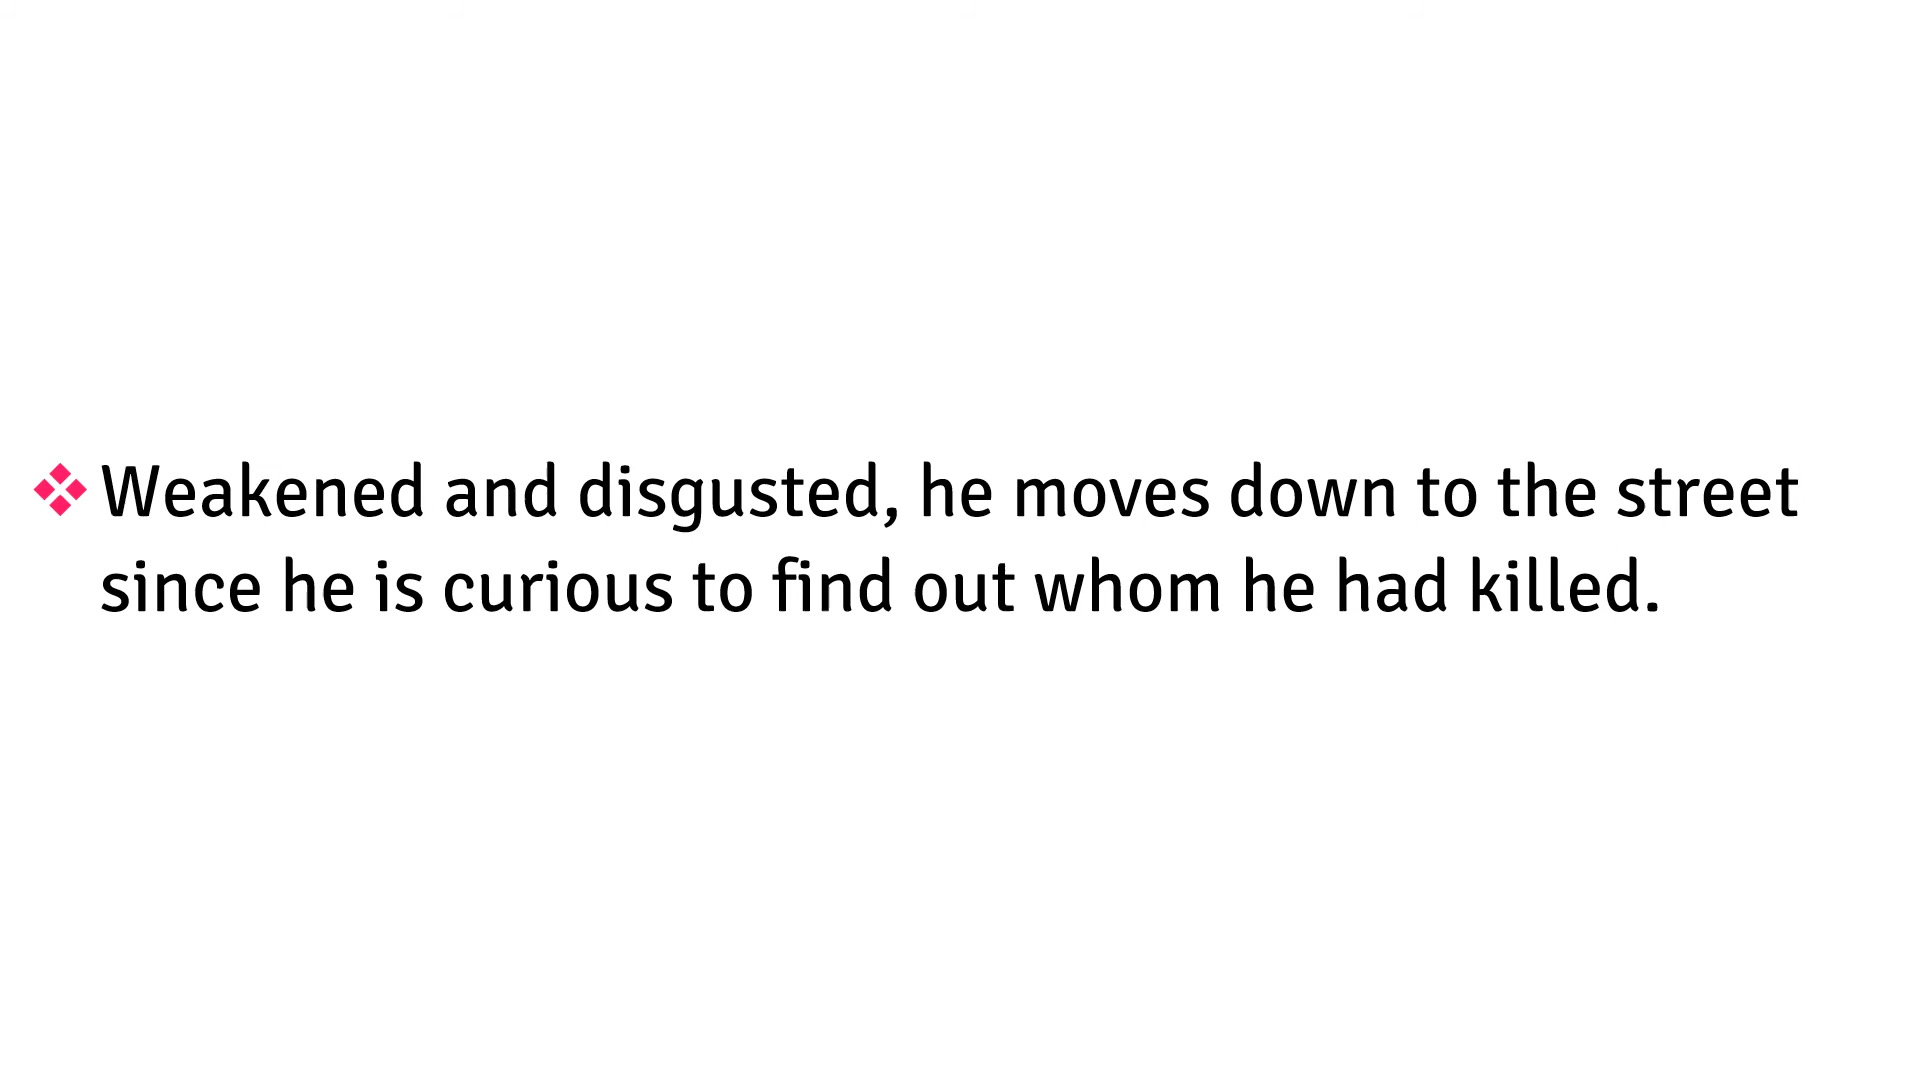 ❖ Weakened and disgusted, he moves down to the street
since he is curious to find out whom he had killed.